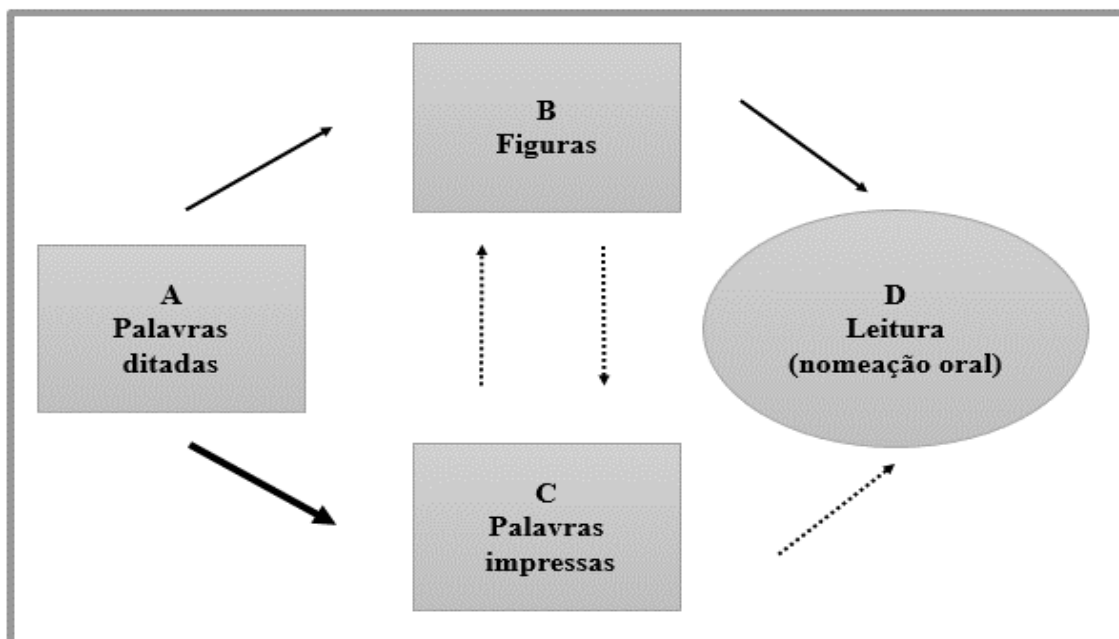 B
Figuras
A
Palavras
ditadas
D
Leitura
(nomeação oral)
C
Palavras
impressas